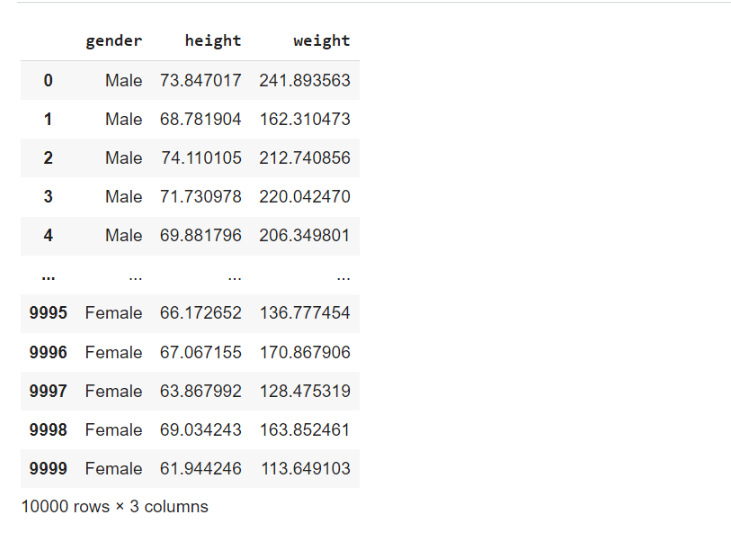 gender height weight
0 Male 73.847017 241.893563
1 Male 68.781904 162.310473
2 Male 74.110105 212.740856
3 Male 71.730978 220.042470
4 Male 69.881796 206.349801
... ... ... ...
9995 Female 66.172652 136.777454
9996 Female 67.067155 170.867906
9997 Female 63.867992 128.475319
9998 Female 69.034243 163.852461
9999 Female 61.944246 113.649103
10000 rows × 3 columns